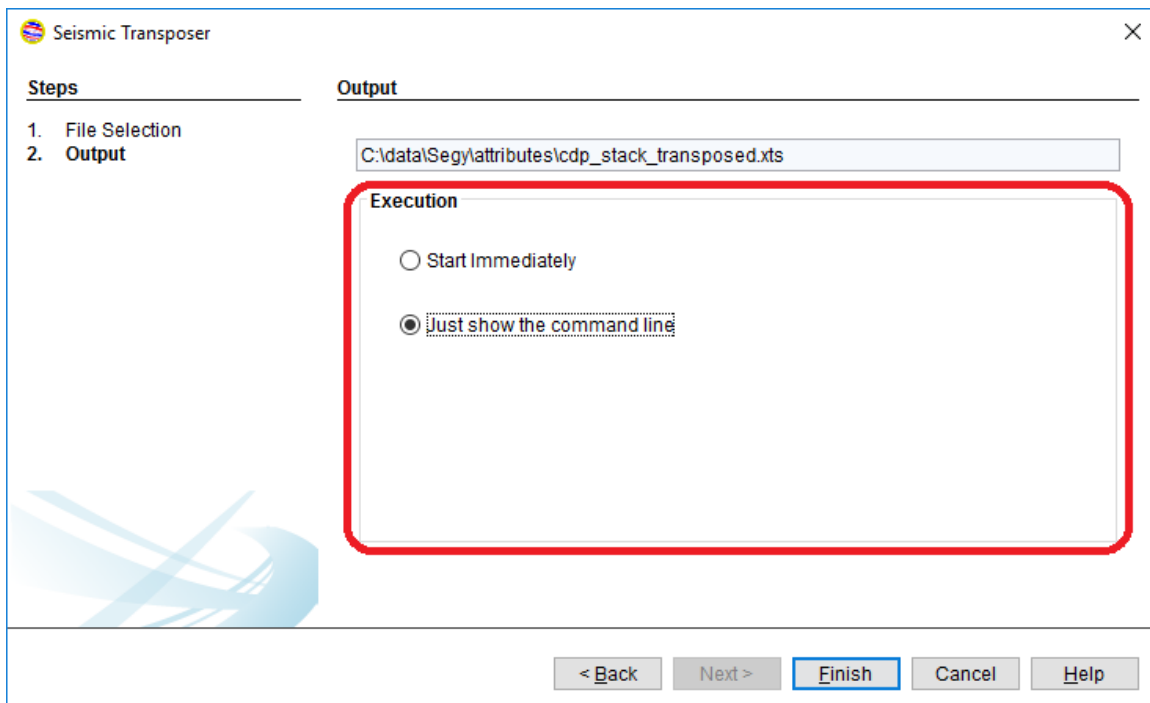 Seismic Transposer
Steps
1. File Selection
2. Output
Output
C:\data\Segy\attributes\cdp_stack_transposed.xts
Execution
Start Immediately
Just show the command line
< Back Next > Finish Cancel Help